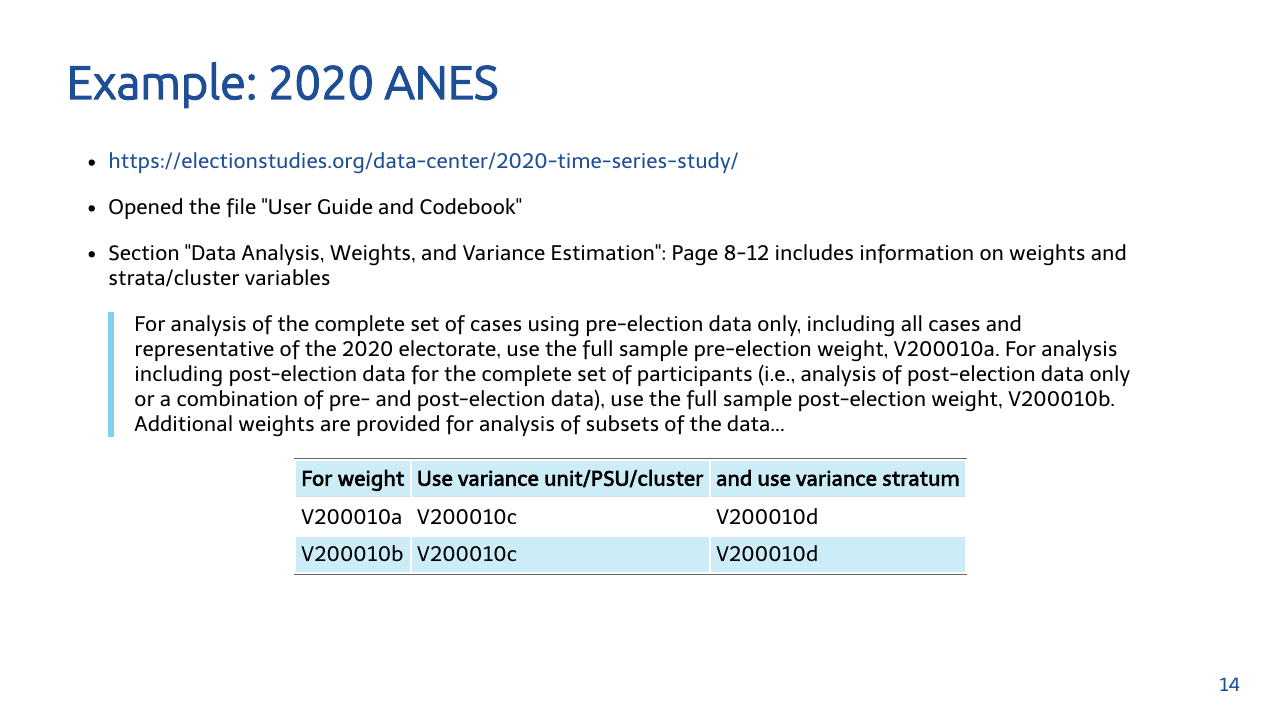 Example: 2020 ANES
• https://electionstudies.org/data-center/2020-time-series-study/
• Opened the file "User Guide and Codebook"
• Section "Data Analysis, Weights, and Variance Estimation": Page 8-12 includes information on weights and
strata/cluster variables
For analysis of the complete set of cases using pre-election data only, including all cases and
representative of the 2020 electorate, use the full sample pre-election weight, V200010a. For analysis
including post-election data for the complete set of participants (i.e., analysis of post-election data only
or a combination of pre- and post-election data), use the full sample post-election weight, V200010b.
Additional weights are provided for analysis of subsets of the data...
For weight Use variance unit/PSU/cluster and use variance stratum
V200010a V200010c V200010d
V200010b V200010c V200010d
14